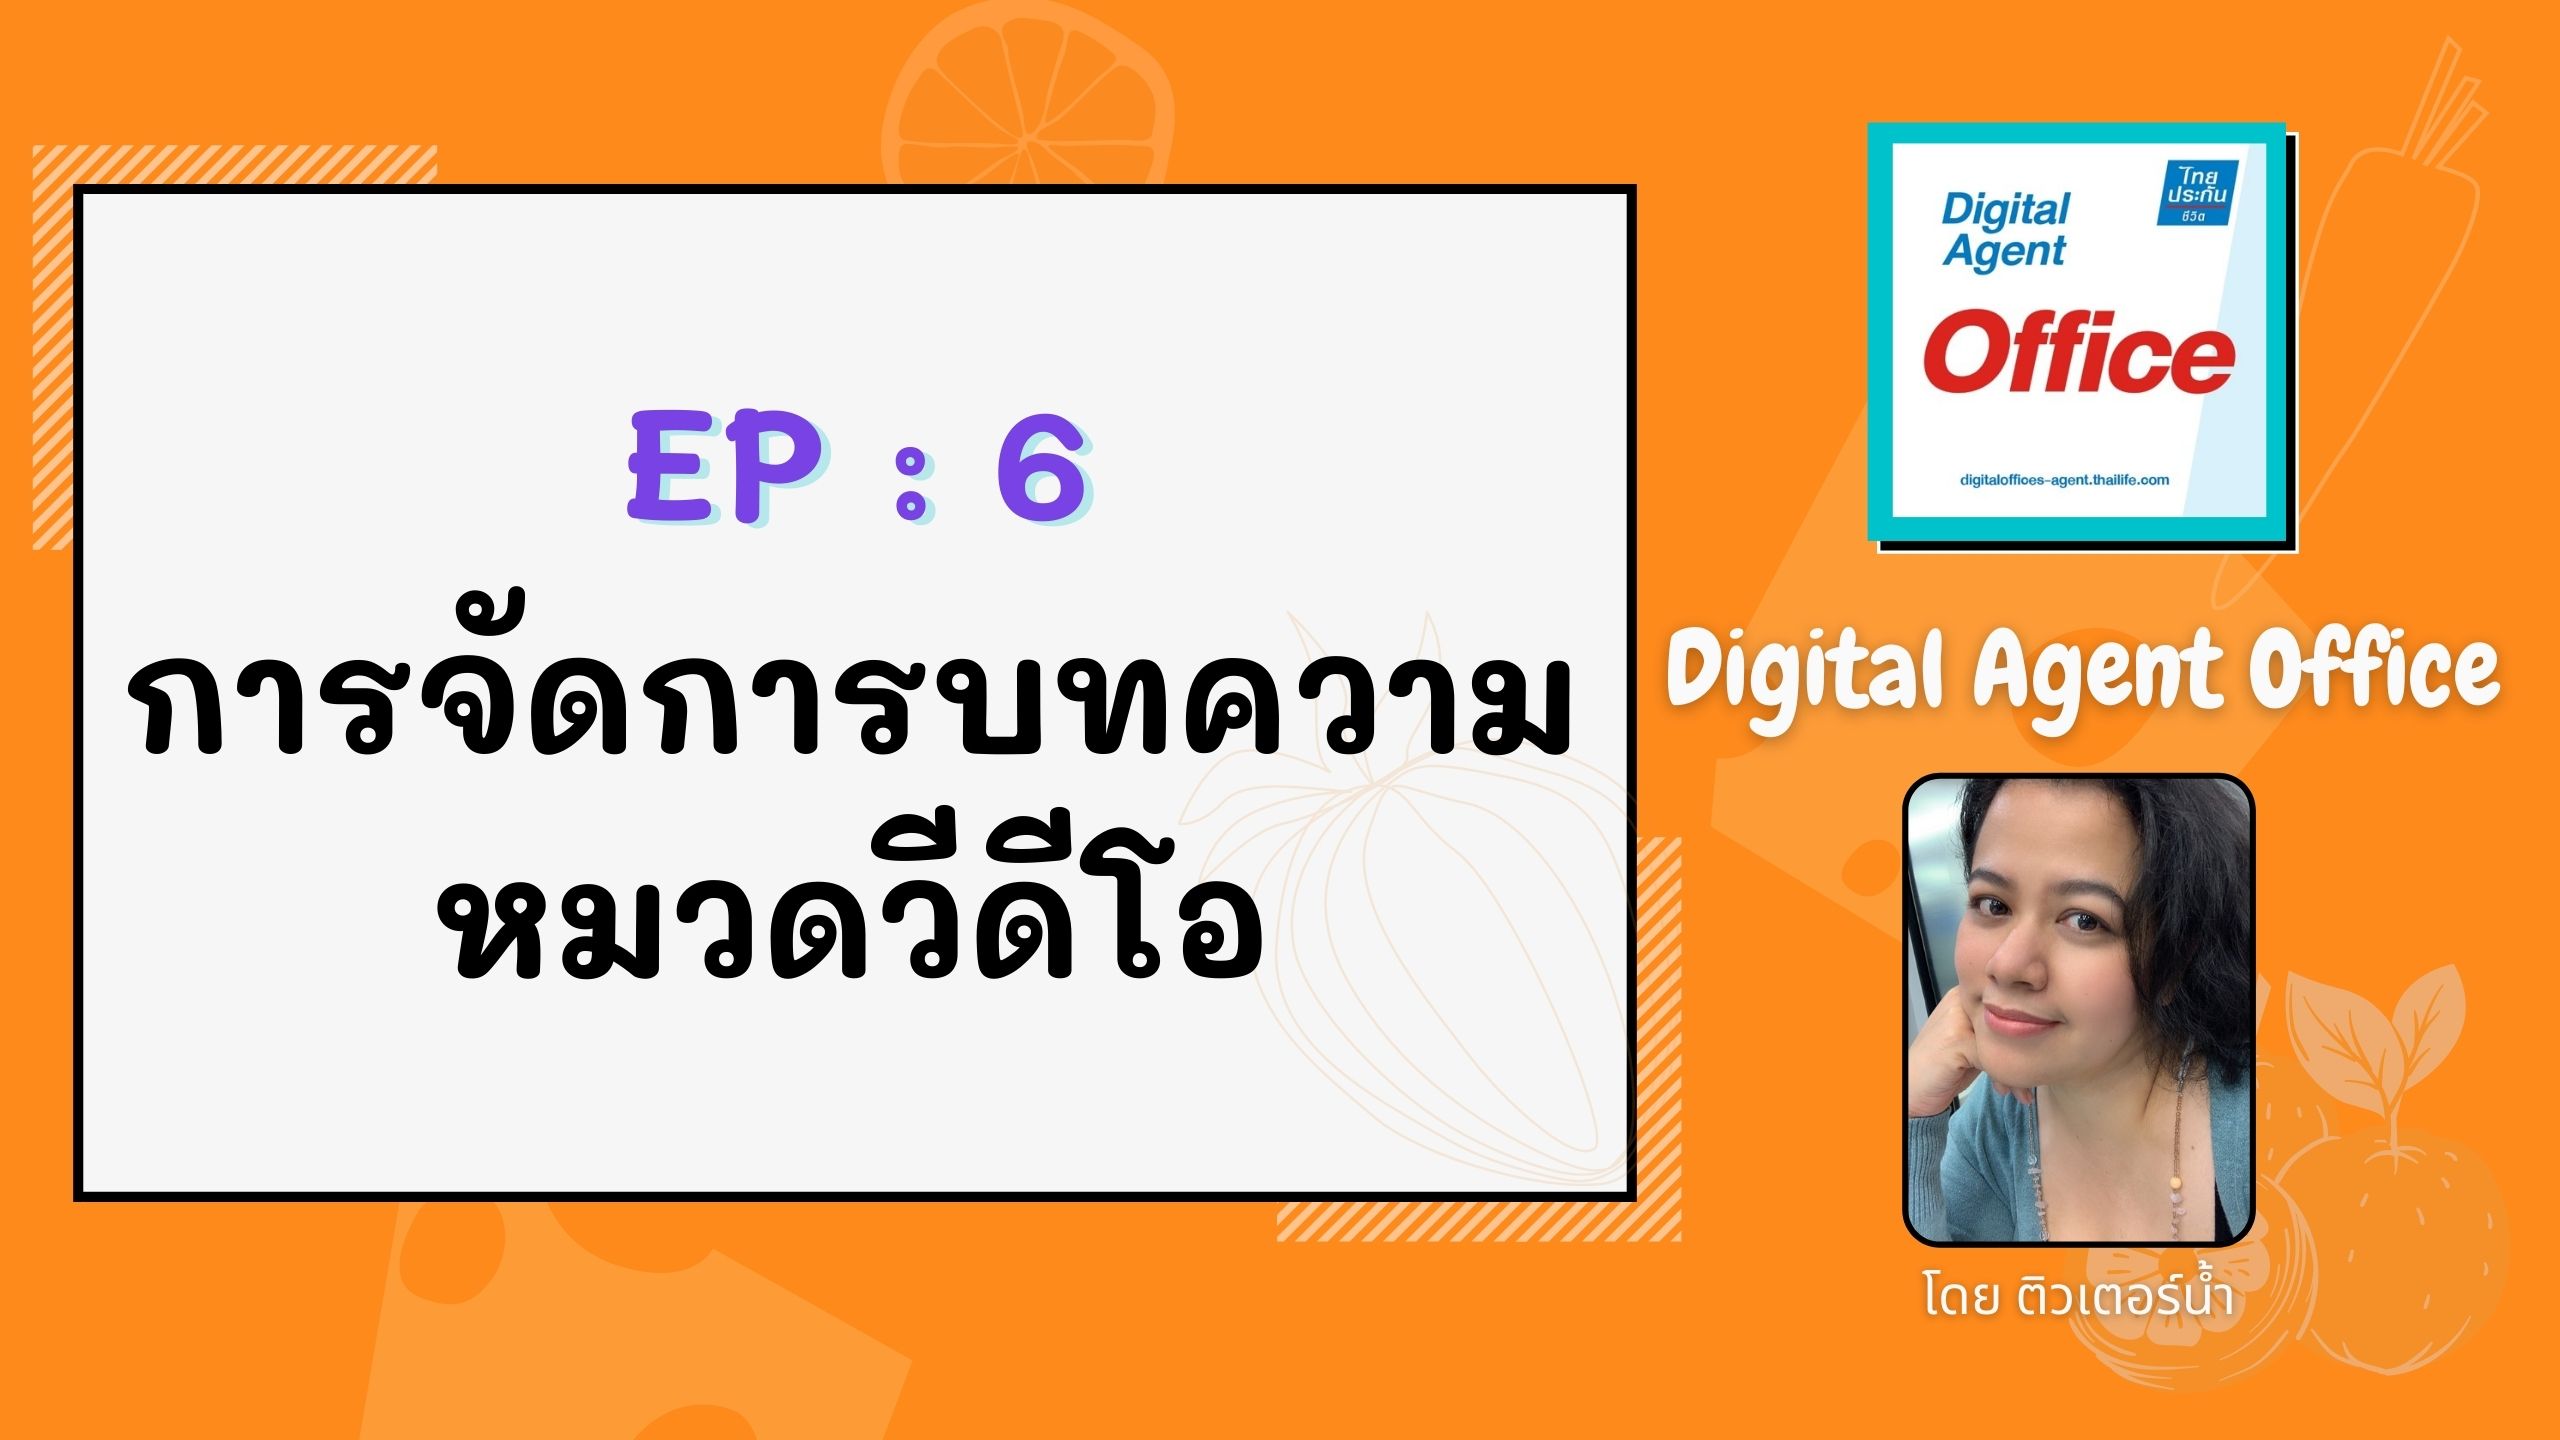 EP : 6
การจัดการบทความ
หมวดวีดีโอ
Digital
Agent
ไทย
ประกัน
ชีวิต
Office
digitaloffices-agent.thailife.com
Digital Agent Office
โดย ติวเตอร์น้ำ